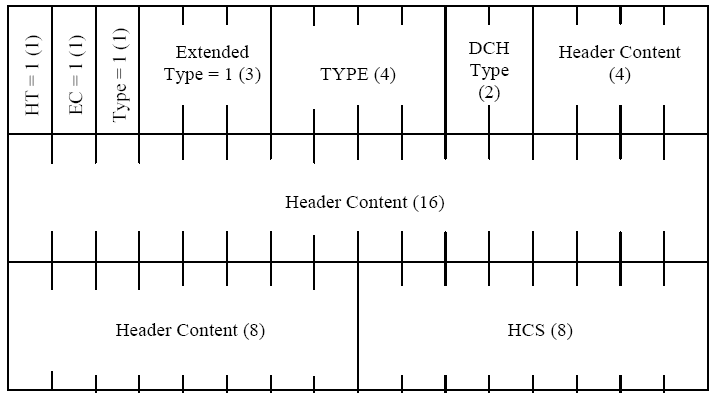 HT = 1 (1)
EC = 1 (1)
Type = 1 (1)
Extended
Type = 1 (3)
TYPE (4)
DCH
Type
(2)
Header Content
(4)
Header Content (16)
Header Content (8)
HCS (8)